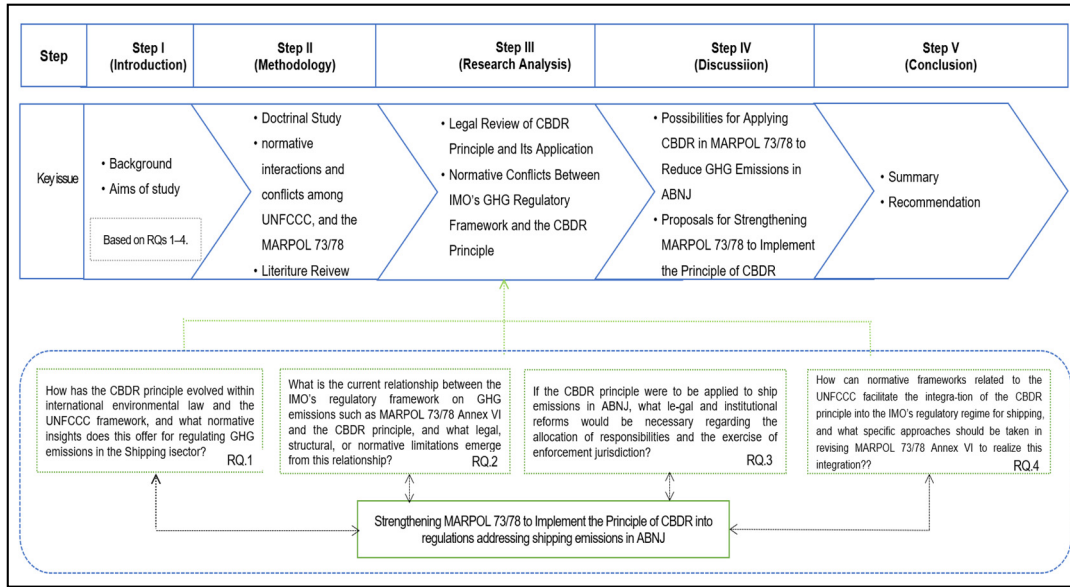 Step
Step I
(Introduction)
Step II
(Methodology)
Step III
(Research Analysis)
Step IV
(Discussiion)
Step V
(Conclusion)
Key issue
• Background
• Aims of study
Based on RQs 1–4.
• Doctrinal Study
• normative
interactions and
conflicts among
UNFCCC, and the
MARPOL 73/78
• Literiture Reivew
• Legal Review of CBDR
Principle and Its Application
• Normative Conflicts Between
IMO's GHG Regulatory
Framework and the CBDR
Principle
• Possibilities for Applying
CBDR in MARPOL 73/78 to
Reduce GHG Emissions in
ABNJ
• Proposals for Strengthening
MARPOL 73/78 to Implement
the Principle of CBDR
• Summary
• Recommendation
How has the CBDR principle evolved within
international environmental law and the
UNFCCC framework, and what normative
insights does this offer for regulating GHG
emissions in the Shipping isector?
RQ.1
What is the current relationship between the
IMO's regulatory framework on GHG
emissions such as MARPOL 73/78 Annex VI
and the CBDR principle, and what legal,
structural, or normative limitations emerge
from this relationship?
RQ.2
If the CBDR principle were to be applied to ship
emissions in ABNJ, what le-gal and institutional
reforms would be necessary regarding the
allocation of responsibilities and the exercise of
enforcement jurisdiction?
RQ.3
How can normative frameworks related to the
UNFCCC facilitate the integra-tion of the CBDR
principle into the IMO's regulatory regime for shipping,
and what specific approaches should be taken in
revising MARPOL 73/78 Annex VI to realize this
integration??
RQ.4
Strengthening MARPOL 73/78 to Implement the Principle of CBDR into
regulations addressing shipping emissions in ABNJ